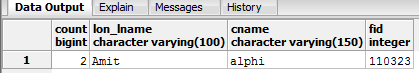 Data Output Explain Messages History
count lon_lname cname fid
bigint character varying(100) character varying(150) integer
1 2 Amit alphi 110323